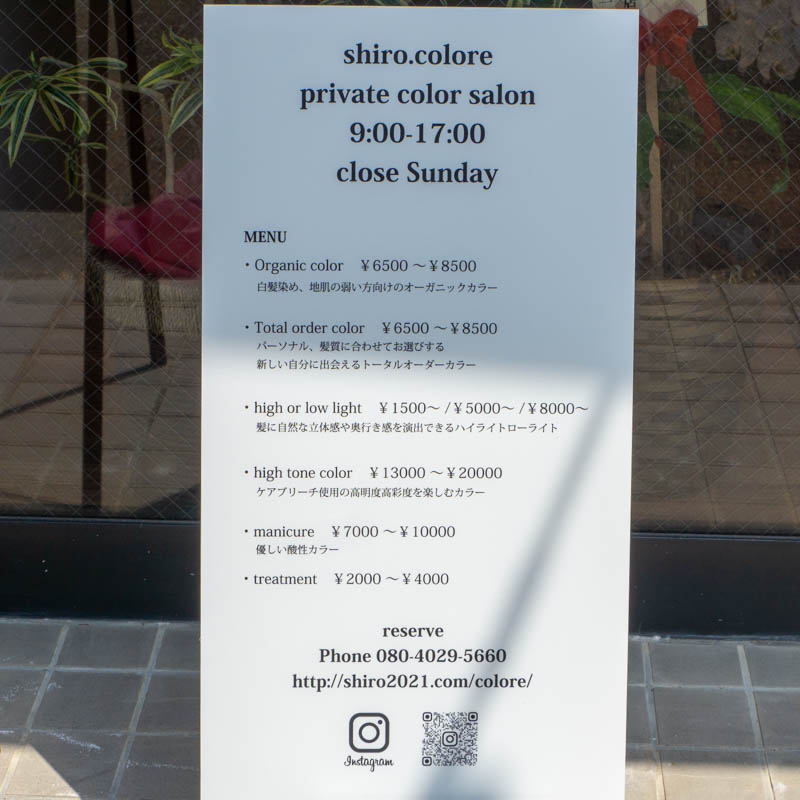 shiro.colore
private color salon
9:00-17:00
close Sunday
MENU
・Organic color ¥6500 ～¥8500
白髪染め、地肌の弱い方向けのオーガニックカラー
・Total order color ¥6500 ～¥8500
パーソナル、髪質に合わせてお選びする
新しい自分に出会えるトータルオーダーカラー
・high or low light ¥1500～ /¥5000～ /¥8000～
髪に自然な立体感や奥行き感を演出できるハイライトローライト
・high tone color ¥13000 ～¥20000
ケアブリーチ使用の高明度高彩度を楽しむカラー
・manicure ¥7000 ～¥10000
優しい酸性カラー
・treatment ¥2000 ～¥4000
reserve
Phone 080-4029-5660
http://shiro2021.com/colore/
Instagram